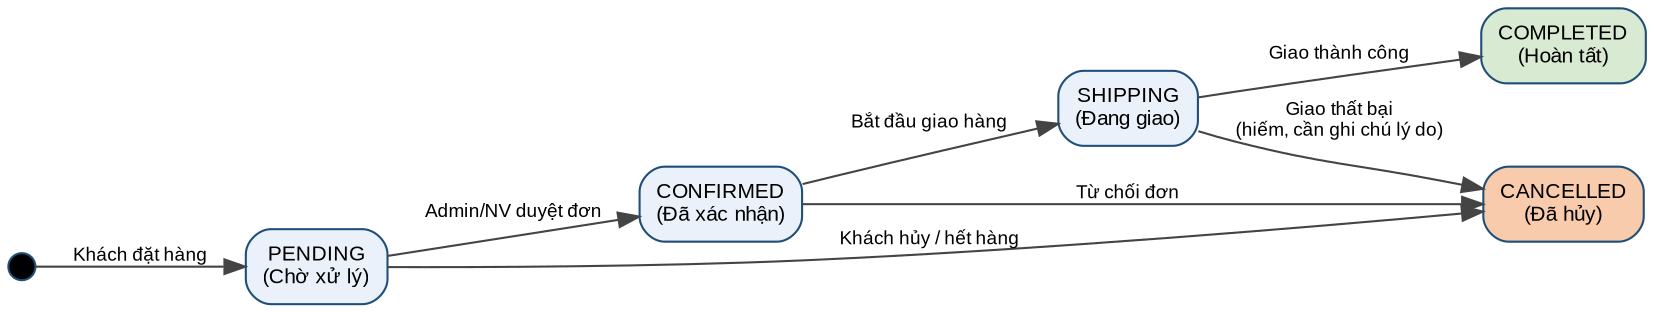 Khách đặt hàng
PENDING
(Chờ xử lý)
Admin/NV duyệt đơn
Khách hủy / hết hàng
CONFIRMED
(Đã xác nhận)
Bắt đầu giao hàng
Từ chối đơn
SHIPPING
(Đang giao)
Giao thành công
Giao thất bại
(hiếm, cần ghi chú lý do)
COMPLETED
(Hoàn tất)
CANCELLED
(Đã hủy)